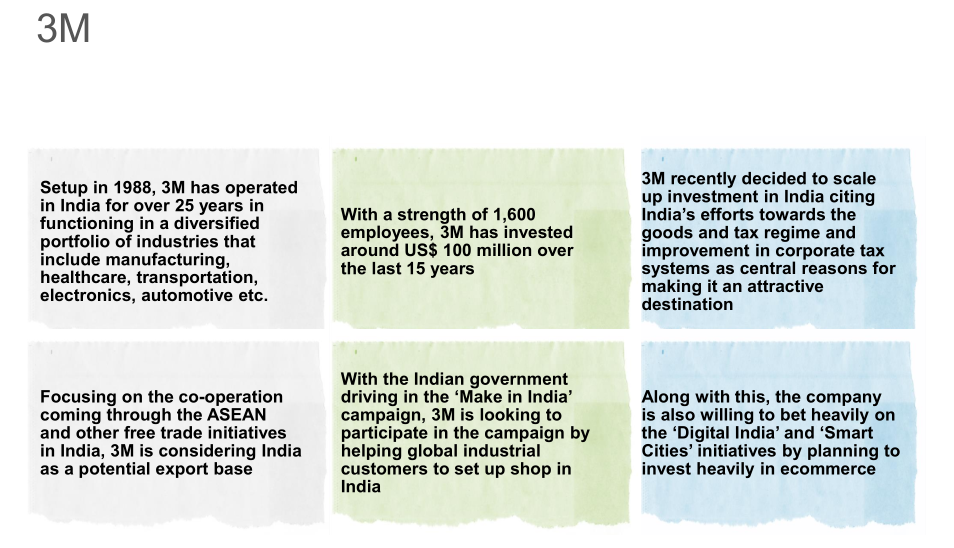 3M
Setup in 1988, 3M has operated
in India for over 25 years in
functioning in a diversified
portfolio of industries that
include manufacturing,
healthcare, transportation,
electronics, automotive etc.
With a strength of 1,600
employees, 3M has invested
around US$ 100 million over
the last 15 years
3M recently decided to scale
up investment in India citing
India’s efforts towards the
goods and tax regime and
improvement in corporate tax
systems as central reasons for
making it an attractive
destination
Focusing on the co-operation
coming through the ASEAN
and other free trade initiatives
in India, 3M is considering India
as a potential export base
With the Indian government
driving in the ‘Make in India’
campaign, 3M is looking to
participate in the campaign by
helping global industrial
customers to set up shop in
India
Along with this, the company
is also willing to bet heavily on
the ‘Digital India’ and ‘Smart
Cities’ initiatives by planning to
invest heavily in ecommerce